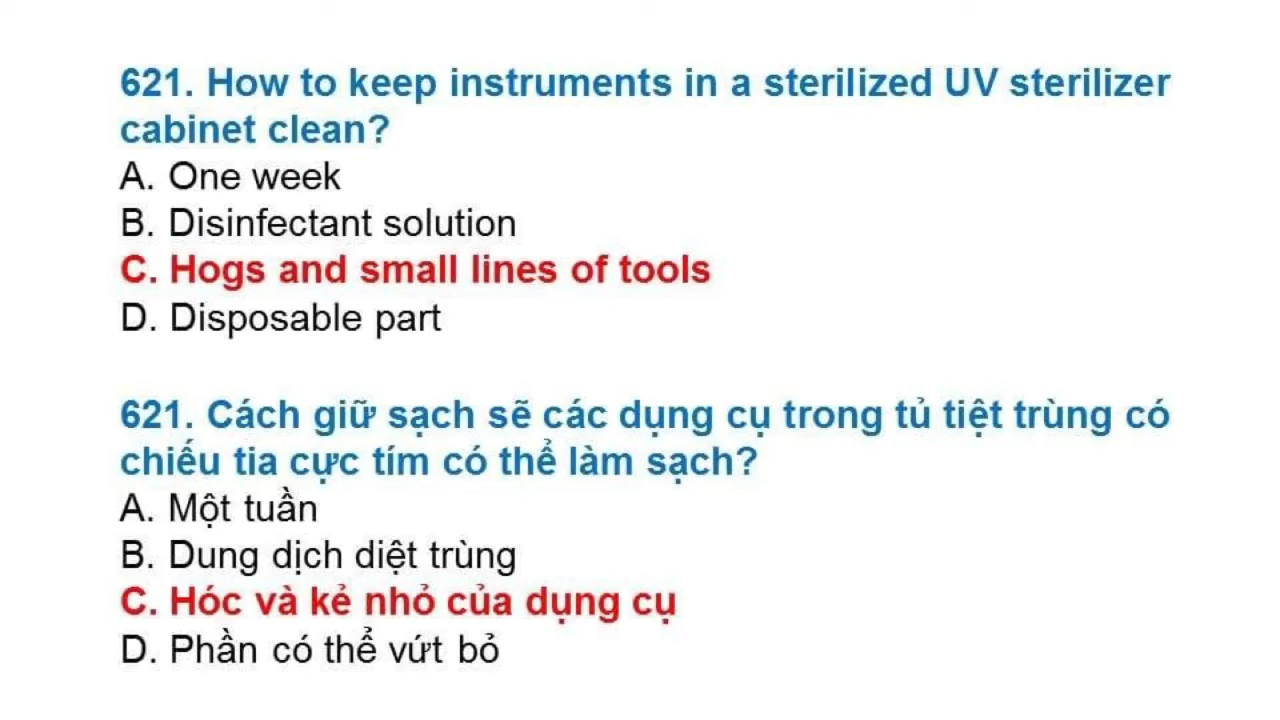 621. How to keep instruments in a sterilized UV sterilizer
cabinet clean?
A. One week
B. Disinfectant solution
C. Hogs and small lines of tools
D. Disposable part
621. Cách giữ sạch sẽ các dụng cụ trong tủ tiệt trùng có
chiếu tia cực tím có thể làm sạch?
A. Một tuần
B. Dung dịch diệt trùng
C. Hóc và kẻ nhỏ của dụng cụ
D. Phần có thể vứt bỏ